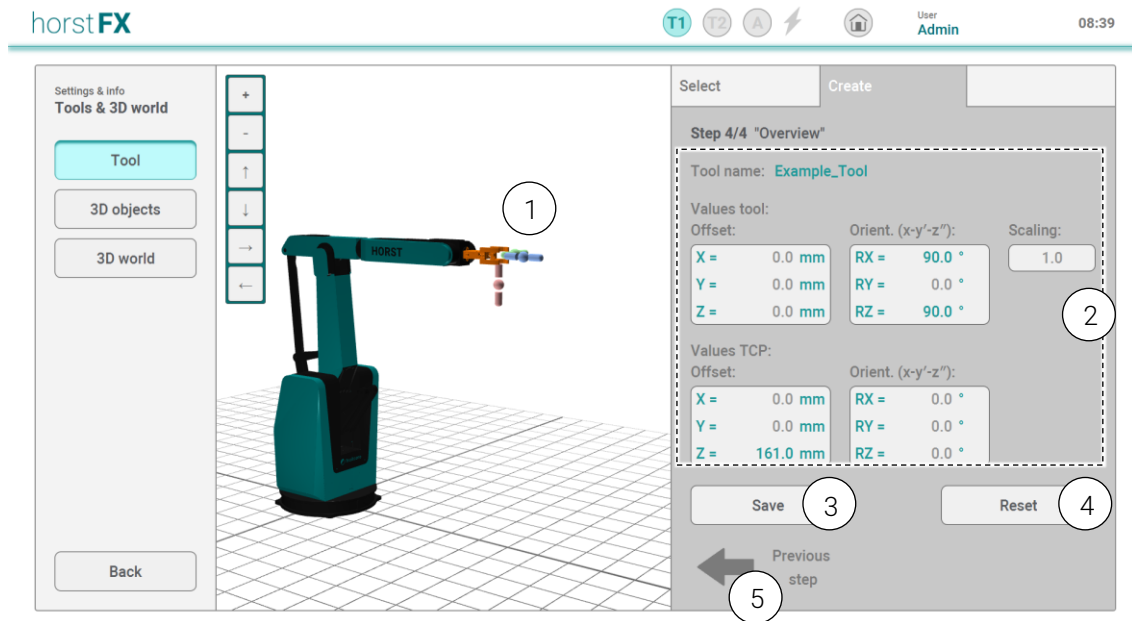 horstFX
T1 T2 A
User
Admin
08:39
Settings & info
Tools & 3D world
Tool
3D objects
3D world
Back
+
-
↑
↓
→
←
HORST
1
Select Create
Step 4/4 "Overview"
Tool name: Example_Tool
Values tool:
Offset: Orient. (x-y′-z″): Scaling:
X = 0.0 mm RX = 90.0 ° 1.0
Y = 0.0 mm RY = 0.0 °
Z = 0.0 mm RZ = 90.0 °
2
Values TCP:
Offset: Orient. (x-y′-z″):
X = 0.0 mm RX = 0.0 °
Y = 0.0 mm RY = 0.0 °
Z = 161.0 mm RZ = 0.0 °
Save 3 Reset 4
Previous
step
5